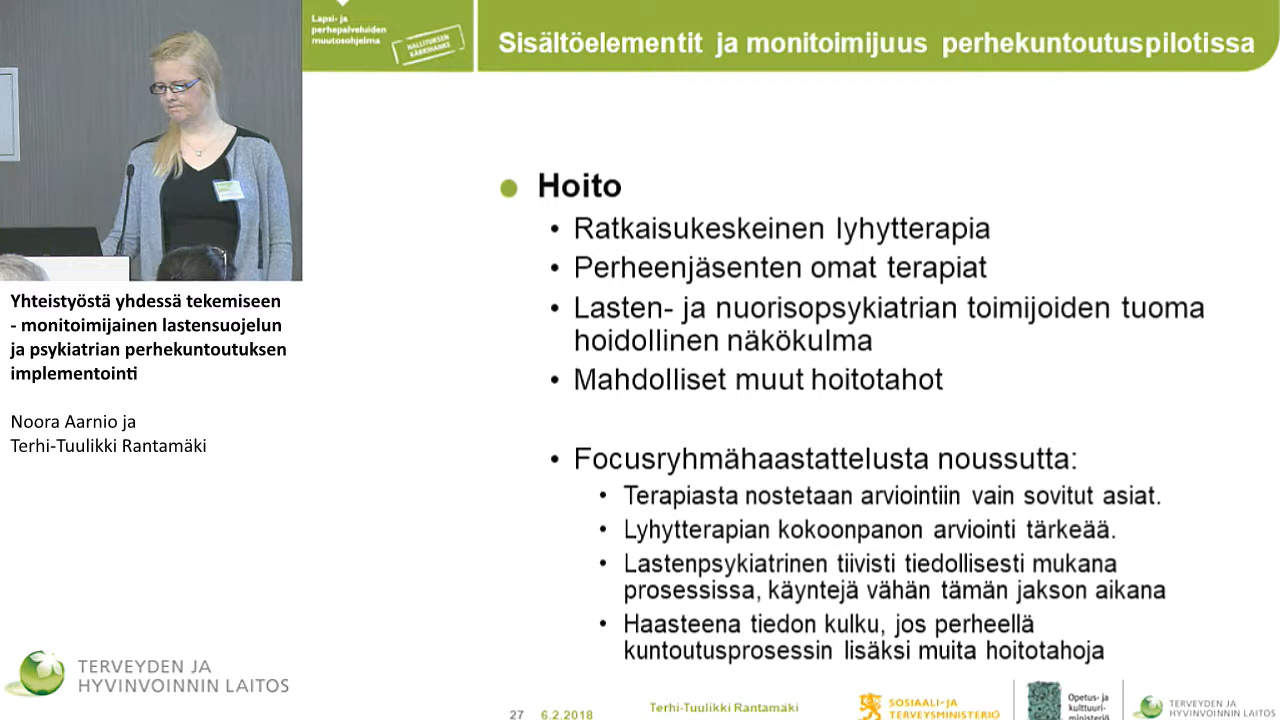 Lapsi- ja
perhepalveluiden
muutosohjelma
HALLITUKSEN
KÄRKIHANKE
Sisältöelementit ja monitoimijuus perhekuntoutuspilotissa
Hoito
• Ratkaisukeskeinen lyhytterapia
• Perheenjäsenten omat terapiat
• Lasten- ja nuorisopsykiatrian toimijoiden tuoma
hoidollinen näkökulma
• Mahdolliset muut hoitotahot
• Focusryhmähaastattelusta noussutta:
• Terapiasta nostetaan arviointiin vain sovitut asiat.
• Lyhytterapian kokoonpanon arviointi tärkeää.
• Lastenpsykiatrinen tiivisti tiedollisesti mukana
prosessissa, käyntejä vähän tämän jakson aikana
• Haasteena tiedon kulku, jos perheellä
kuntoutusprosessin lisäksi muita hoitotahoja
Yhteistyöstä yhdessä tekemiseen
- monitoimijainen lastensuojelun
ja psykiatrian perhekuntoutuksen
implementointi
Noora Aarnio ja
Terhi-Tuulikki Rantamäki
TERVEYDEN JA
HYVINVOINNIN LAITOS
27 6.2.2018
Terhi-Tuulikki Rantamäki
SOSIAALI- JA
TERVEYSMINISTERIÖ
Opetus- ja
kulttuuri-
ministeriö
TERVEYDEN JA
HYVINVOINNIN LAITOS